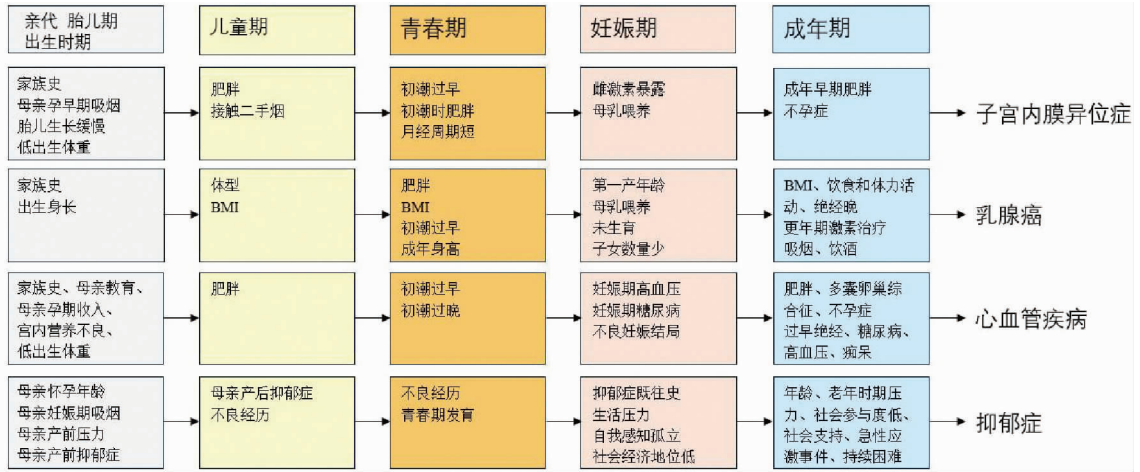 亲代 胎儿期
出生时期
儿童期
青春期
妊娠期
成年期
家族史
母亲孕早期吸烟
胎儿生长缓慢
低出生体重
肥胖
接触二手烟
初潮过早
初潮时肥胖
月经周期短
雌激素暴露
母乳喂养
成年早期肥胖
不孕症
子宫内膜异位症
家族史
出生身长
体型
BMI
肥胖
BMI
初潮过早
成年身高
第一产年龄
母乳喂养
未生育
子女数量少
BMI、饮食和体力活
动、绝经晚
更年期激素治疗
吸烟、饮酒
乳腺癌
家族史、母亲教育、
母亲孕期收入、
宫内营养不良、
低出生体重
肥胖
初潮过早
初潮过晚
妊娠期高血压
妊娠期糖尿病
不良妊娠结局
肥胖、多囊卵巢综
合征、不孕症
过早绝经、糖尿病、
高血压、痴呆
心血管疾病
母亲怀孕年龄
母亲妊娠期吸烟
母亲产前压力
母亲产前抑郁症
母亲产后抑郁症
不良经历
不良经历
青春期发育
抑郁症既往史
生活压力
自我感知孤立
社会经济地位低
年龄、老年时期压
力、社会参与度低、
社会支持、急性应
激事件、持续困难
抑郁症